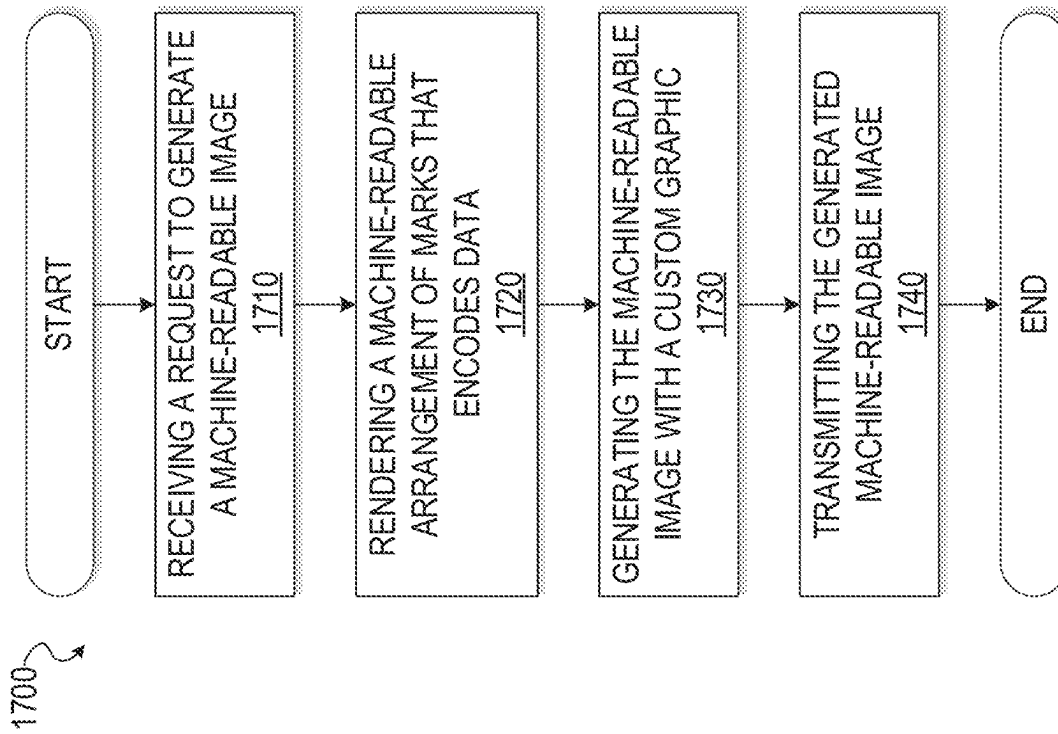 1700
START
RECEIVING A REQUEST TO GENERATE
A MACHINE-READABLE IMAGE
1710
RENDERING A MACHINE-READABLE
ARRANGEMENT OF MARKS THAT
ENCODES DATA
1720
GENERATING THE MACHINE-READABLE
IMAGE WITH A CUSTOM GRAPHIC
1730
TRANSMITTING THE GENERATED
MACHINE-READABLE IMAGE
1740
END